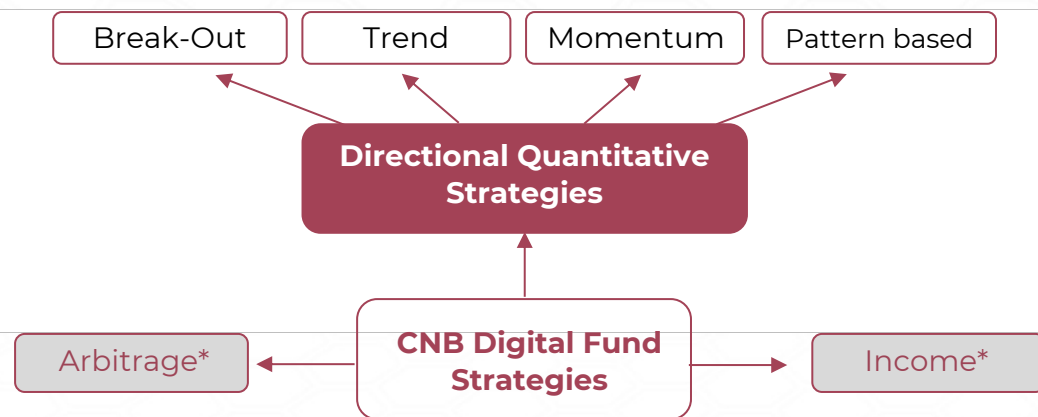 Break-Out
Trend
Momentum
Pattern based
Directional Quantitative
Strategies
CNB Digital Fund
Strategies
Arbitrage*
Income*